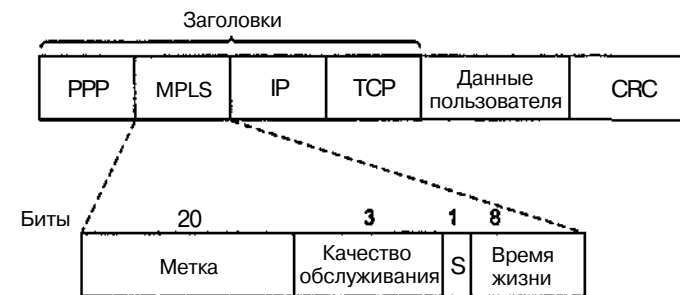 Заголовки
PPP MPLS IP TCP Данные пользователя CRC
Биты 20 3 1 8
Метка Качество обслуживания S Время жизни